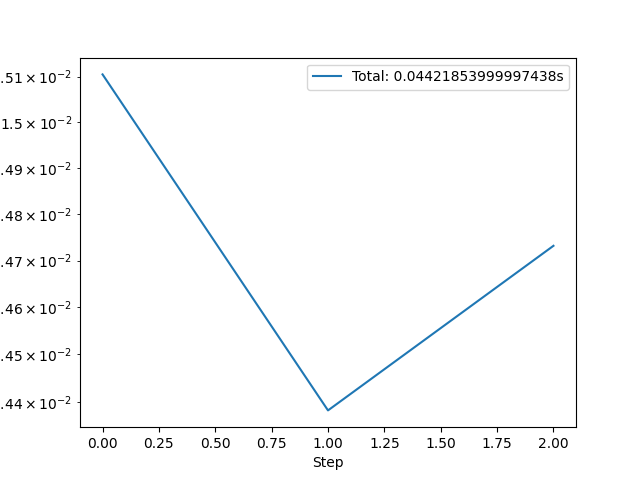 Total: 0.04421853999997438s
.51 × 10⁻²
1.5 × 10⁻²
.49 × 10⁻²
.48 × 10⁻²
.47 × 10⁻²
.46 × 10⁻²
.45 × 10⁻²
.44 × 10⁻²
0.00 0.25 0.50 0.75 1.00 1.25 1.50 1.75 2.00
Step